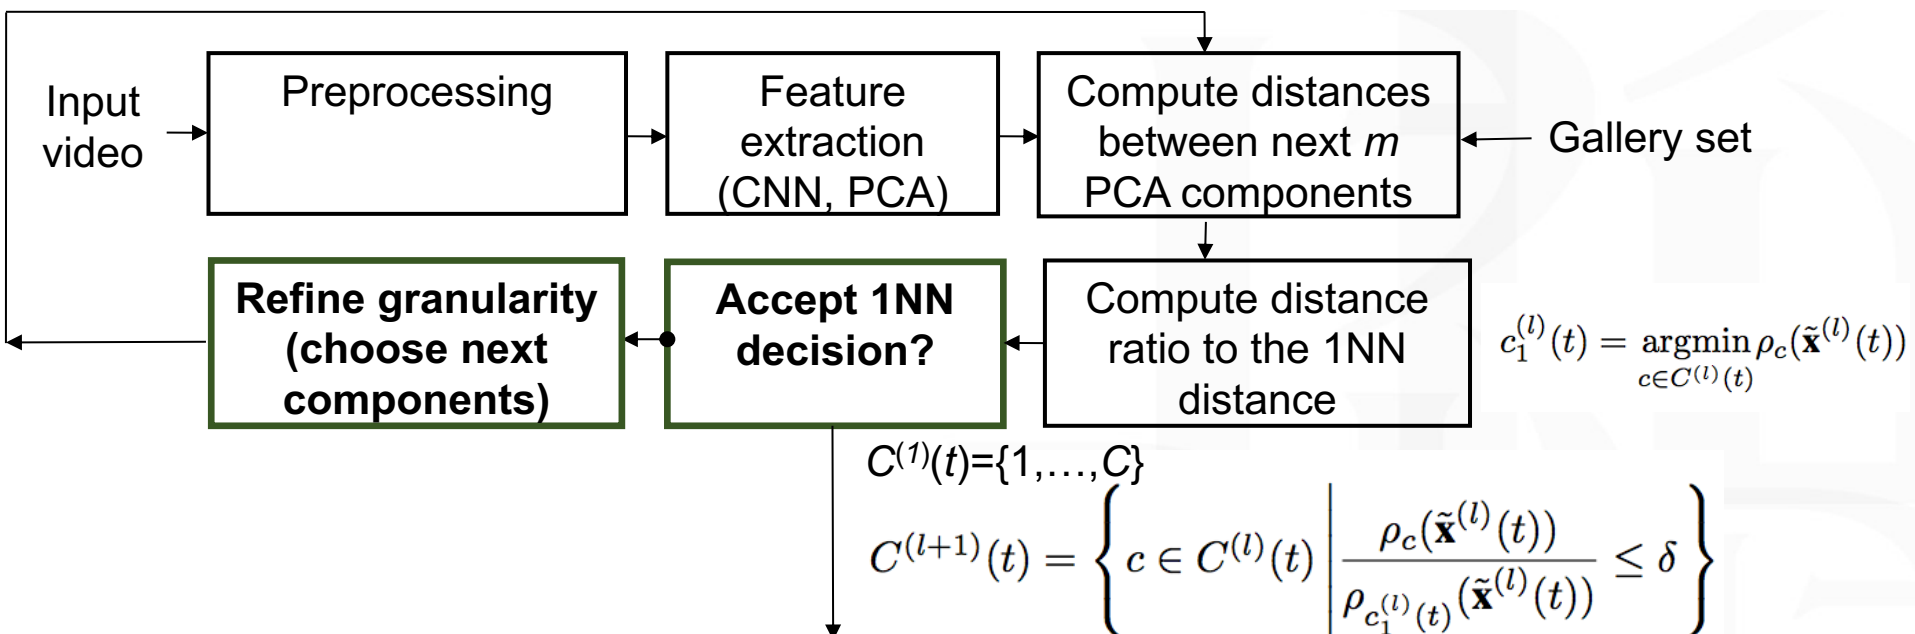 Input
video
Preprocessing
Feature
extraction
(CNN, PCA)
Compute distances
between next m
PCA components
Gallery set
Refine granularity
(choose next
components)
Accept 1NN
decision?
Compute distance
ratio to the 1NN
distance
c_1^{(l)}(t) = argmin_{c∈C^{(l)}(t)} ρ_c(x̃^{(l)}(t))
C^{(1)}(t)={1,…,C}
C^{(l+1)}(t) = { c ∈ C^{(l)}(t) | ρ_c(x̃^{(l)}(t)) / ρ_{c_1^{(l)}(t)}(x̃^{(l)}(t)) ≤ δ }